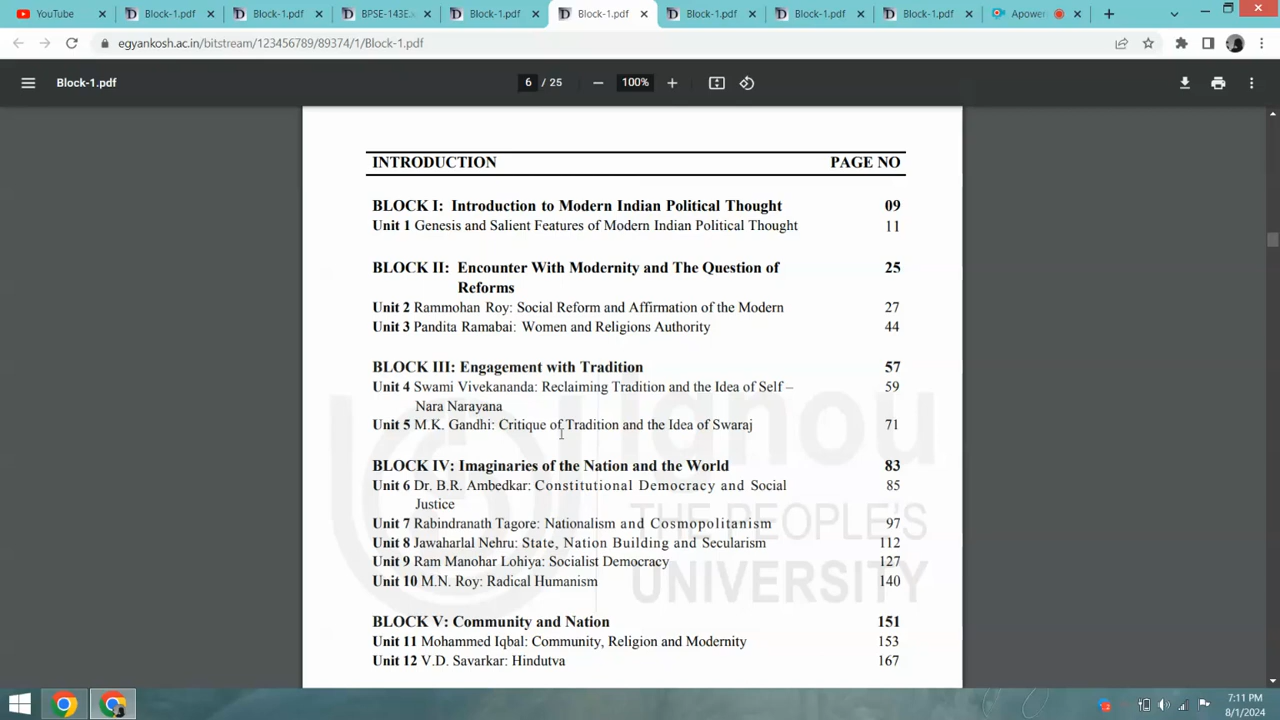 YouTube
Block-1.pdf
Block-1.pdf
BPSE-143Ex
Block-1.pdf
Block-1.pdf
Block-1.pdf
Block-1.pdf
Block-1.pdf
Apower
egyankosh.ac.in/bitstream/123456789/89374/1/Block-1.pdf
Block-1.pdf
6 / 25
100%
INTRODUCTION PAGE NO
BLOCK I: Introduction to Modern Indian Political Thought 09
Unit 1 Genesis and Salient Features of Modern Indian Political Thought 11
BLOCK II: Encounter With Modernity and The Question of 25
Reforms
Unit 2 Rammohan Roy: Social Reform and Affirmation of the Modern 27
Unit 3 Pandita Ramabai: Women and Religions Authority 44
BLOCK III: Engagement with Tradition 57
Unit 4 Swami Vivekananda: Reclaiming Tradition and the Idea of Self – 59
Nara Narayana
Unit 5 M.K. Gandhi: Critique of Tradition and the Idea of Swaraj 71
BLOCK IV: Imaginaries of the Nation and the World 83
Unit 6 Dr. B.R. Ambedkar: Constitutional Democracy and Social 85
Justice
Unit 7 Rabindranath Tagore: Nationalism and Cosmopolitanism 97
Unit 8 Jawaharlal Nehru: State, Nation Building and Secularism 112
Unit 9 Ram Manohar Lohiya: Socialist Democracy 127
Unit 10 M.N. Roy: Radical Humanism 140
BLOCK V: Community and Nation 151
Unit 11 Mohammed Iqbal: Community, Religion and Modernity 153
Unit 12 V.D. Savarkar: Hindutva 167
ignou
THE PEOPLE'S
UNIVERSITY
7:11 PM
8/1/2024